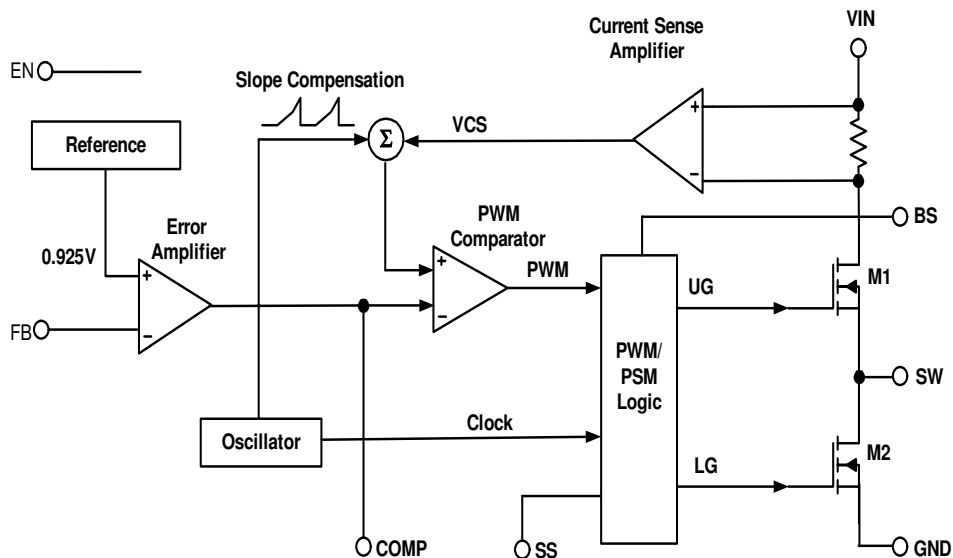 Current Sense
Amplifier
VIN
EN
Slope Compensation
+
Σ
VCS
Reference
−
BS
Error
Amplifier
PWM
Comparator
0.925V
+
+
PWM
UG
M1
FB
−
−
PWM/
PSM
Logic
SW
Oscillator
Clock
M2
LG
COMP
SS
GND